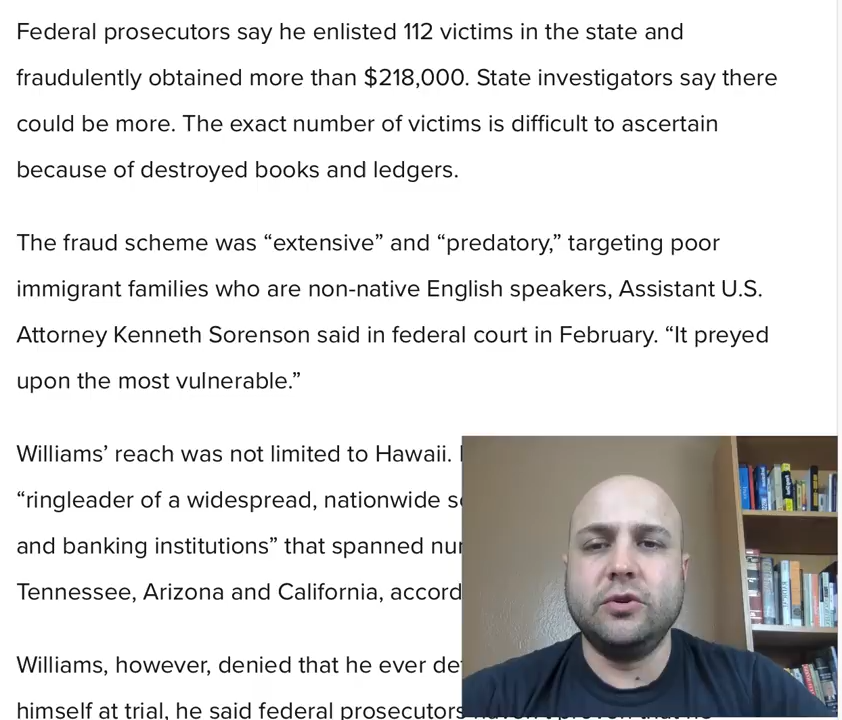 Federal prosecutors say he enlisted 112 victims in the state and
fraudulently obtained more than $218,000. State investigators say there
could be more. The exact number of victims is difficult to ascertain
because of destroyed books and ledgers.
The fraud scheme was “extensive” and “predatory,” targeting poor
immigrant families who are non-native English speakers, Assistant U.S.
Attorney Kenneth Sorenson said in federal court in February. “It preyed
upon the most vulnerable.”
Williams’ reach was not limited to Hawaii.
“ringleader of a widespread, nationwide
and banking institutions” that spanned
Tennessee, Arizona and California,
Williams, however, denied that he ever
himself at trial, he said federal prosecutors